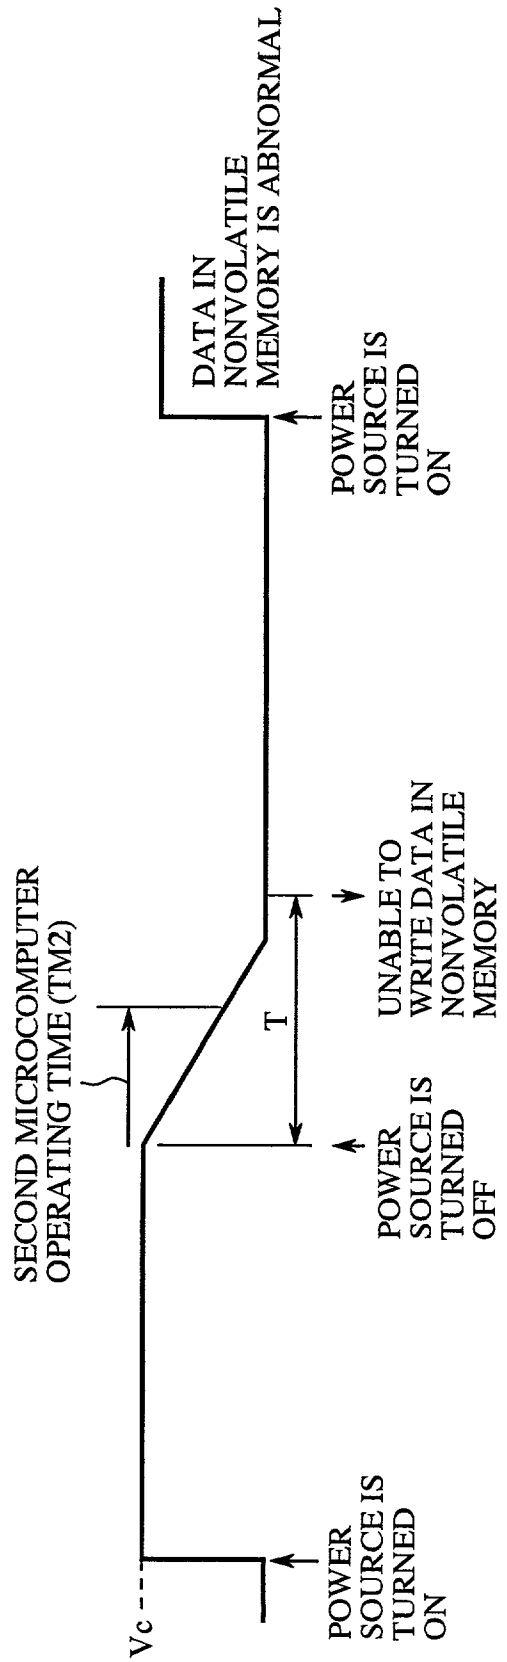 Vc
POWER
SOURCE IS
TURNED
ON
SECOND MICROCOMPUTER
OPERATING TIME (TM2)
POWER
SOURCE IS
TURNED
OFF
T
UNABLE TO
WRITE DATA IN
NONVOLATILE
MEMORY
POWER
SOURCE IS
TURNED
ON
DATA IN
NONVOLATILE
MEMORY IS ABNORMAL